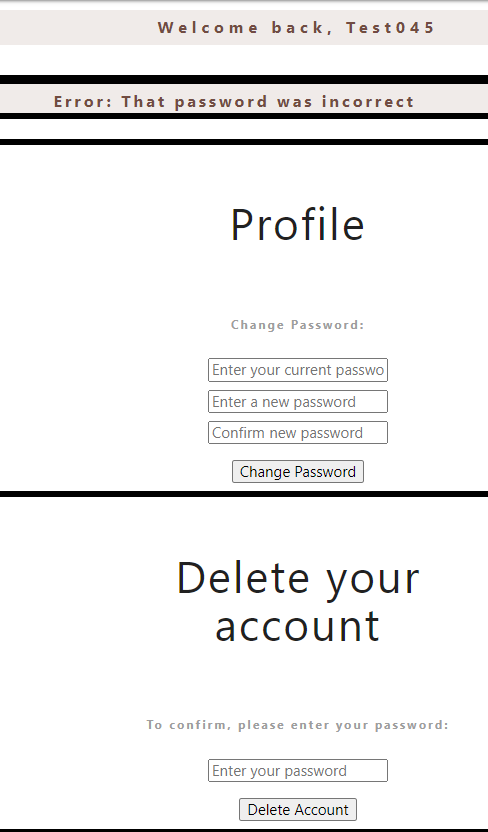 Welcome back, Test045
Error: That password was incorrect
Profile
Change Password:
Enter your current passwo
Enter a new password
Confirm new password
Change Password
Delete your
account
To confirm, please enter your password:
Enter your password
Delete Account